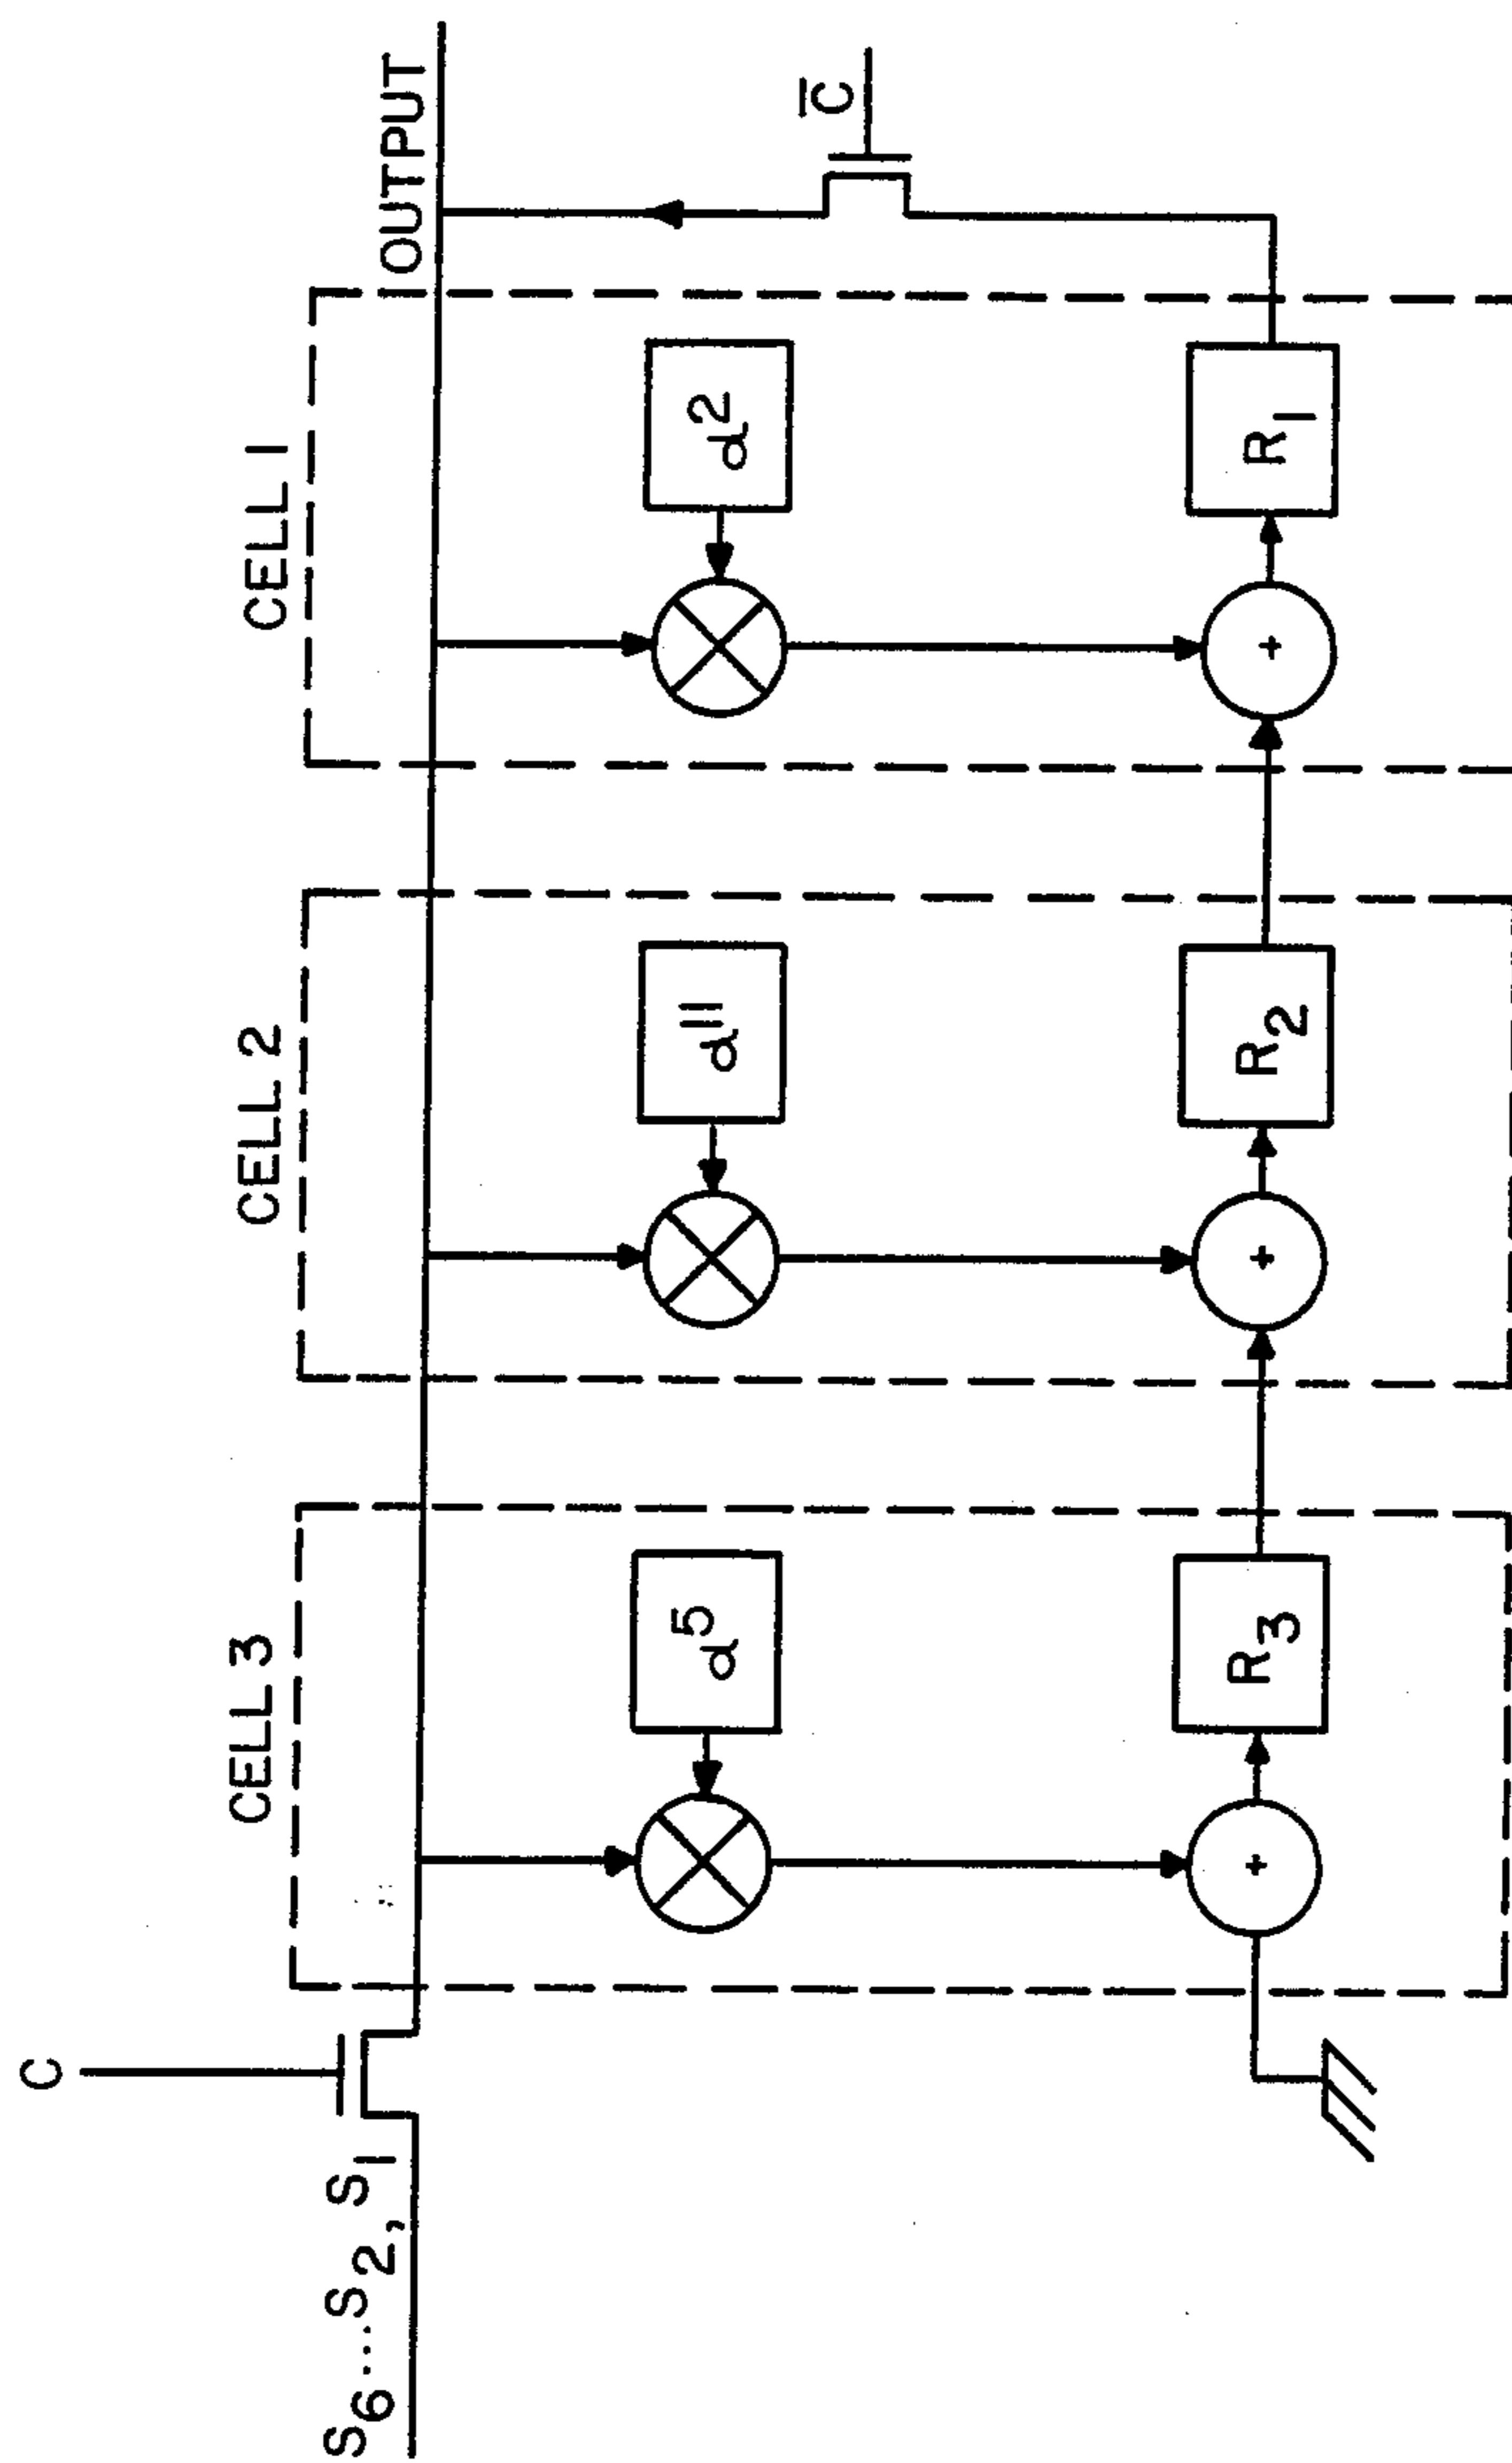 C
CELL 3
CELL 2
CELL 1
S₆...S₂, S₁
OUTPUT
α⁵
α¹¹
α²
C̅
+
R₃
+
R₂
+
R₁